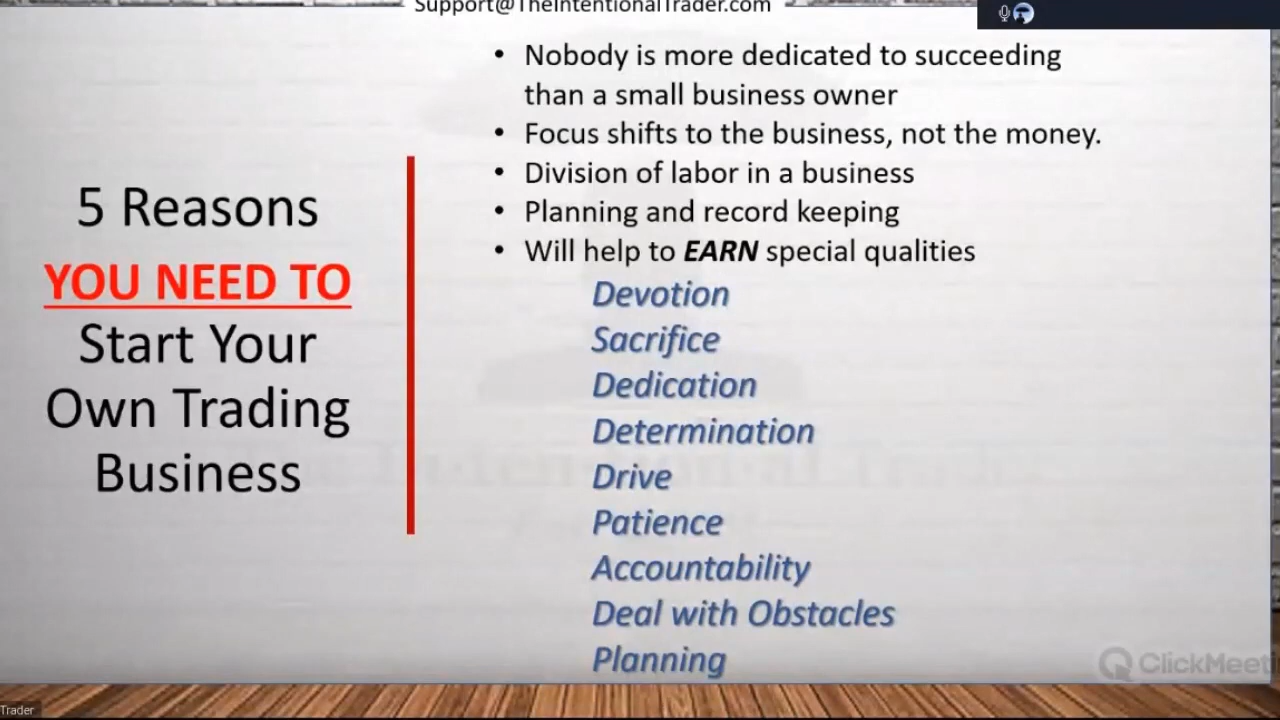 Support@TheIntentionalTrader.com
5 Reasons
YOU NEED TO
Start Your
Own Trading
Business
• Nobody is more dedicated to succeeding
than a small business owner
• Focus shifts to the business, not the money.
• Division of labor in a business
• Planning and record keeping
• Will help to EARN special qualities
Devotion
Sacrifice
Dedication
Determination
Drive
Patience
Accountability
Deal with Obstacles
Planning
ClickMeeti
Trader